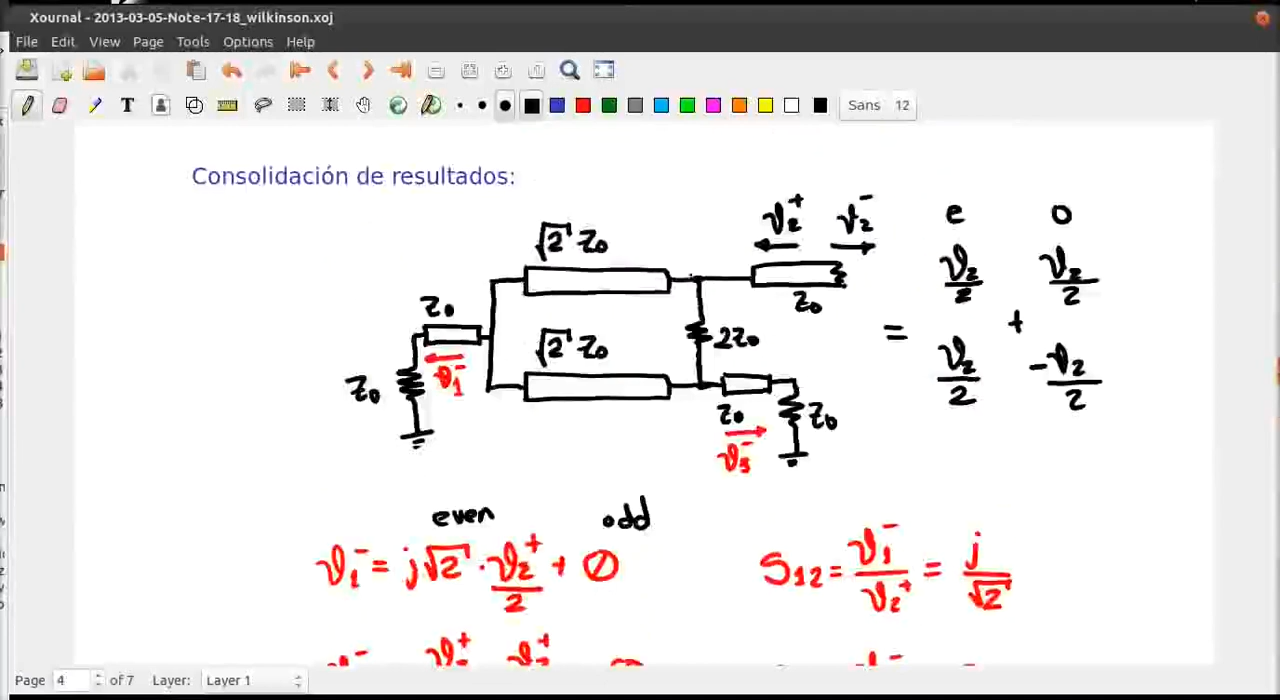 Xournal - 2013-03-05-Note-17-18_wilkinson.xoj
File Edit View Page Tools Options Help
T Sans 12
Consolidación de resultados:
V₂⁺ V₂⁻ e o
√2 Z₀ V₂/2 V₂/2
Z₀ Z₀
√2 Z₀ 2Z₀ = +
Z₀ V₁⁻ V₂/2 -V₂/2
Z₀ Z₀
V₃⁻
even odd
V₁⁻ = j√2 · V₂⁺/2 + 0 S₁₂ = V₁⁻/V₂⁺ = j/√2
Page 4 of 7 Layer: Layer 1